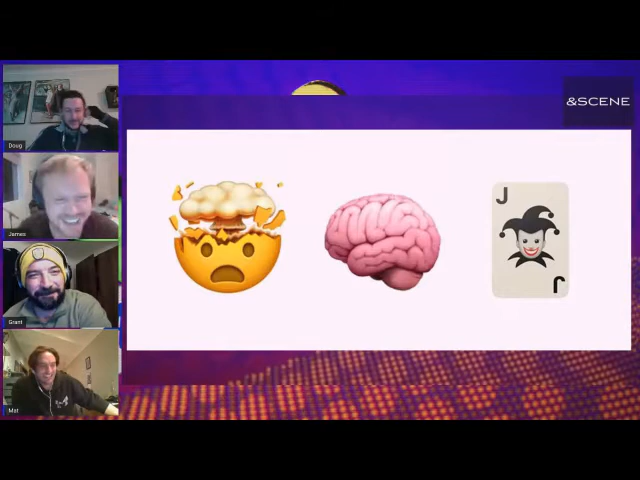 &SCENE
Doug
James
Grant
Mat
J
J